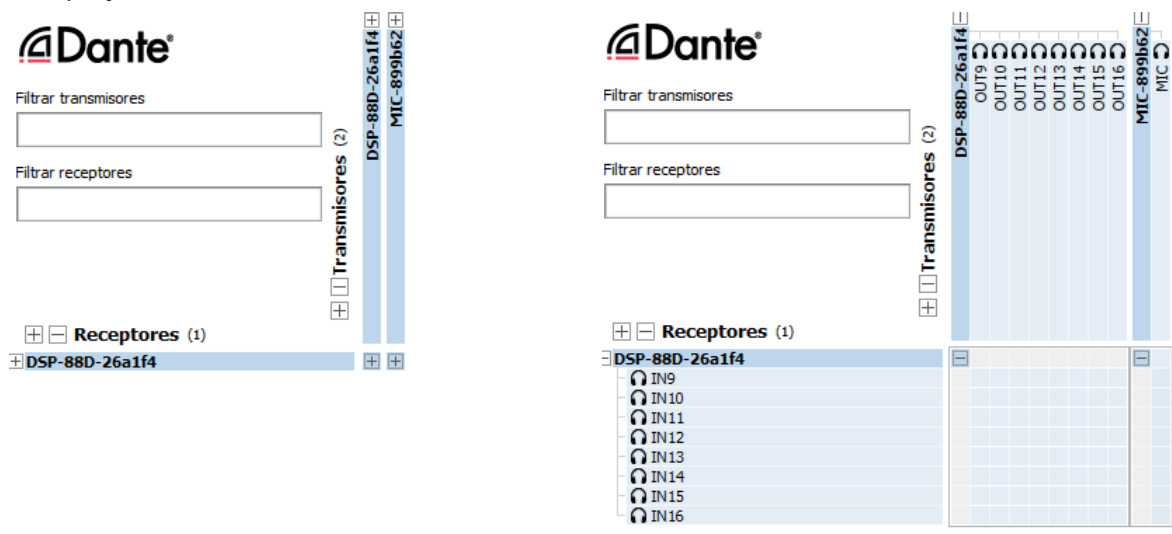 Dante®
Filtrar transmisores
Filtrar receptores
Transmisores (2)
DSP-88D-26a1f4
MIC-899b62
Receptores (1)
DSP-88D-26a1f4
Dante®
Filtrar transmisores
Filtrar receptores
Transmisores (2)
DSP-88D-26a1f4
OUT9
OUT10
OUT11
OUT12
OUT13
OUT14
OUT15
OUT16
MIC-899b62
MIC
Receptores (1)
DSP-88D-26a1f4
IN9
IN10
IN11
IN12
IN13
IN14
IN15
IN16